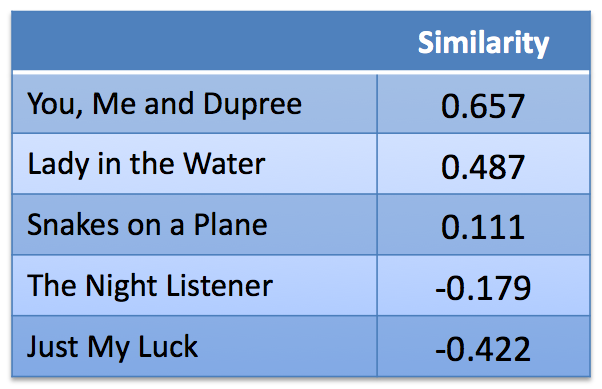 Similarity
You, Me and Dupree 0.657
Lady in the Water 0.487
Snakes on a Plane 0.111
The Night Listener -0.179
Just My Luck -0.422